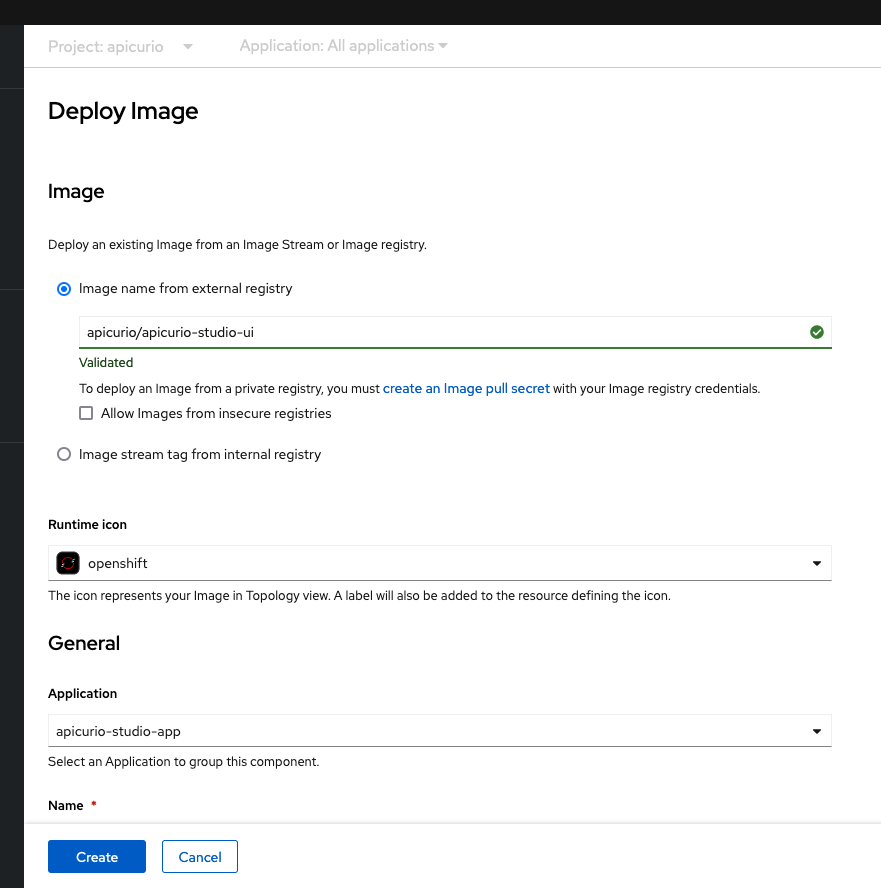 Project: apicurio Application: All applications
Deploy Image
Image
Deploy an existing Image from an Image Stream or Image registry.
Image name from external registry
apicurio/apicurio-studio-ui
Validated
To deploy an Image from a private registry, you must create an Image pull secret with your Image registry credentials.
Allow Images from insecure registries
Image stream tag from internal registry
Runtime icon
openshift
The icon represents your Image in Topology view. A label will also be added to the resource defining the icon.
General
Application
apicurio-studio-app
Select an Application to group this component.
Name *
Create Cancel